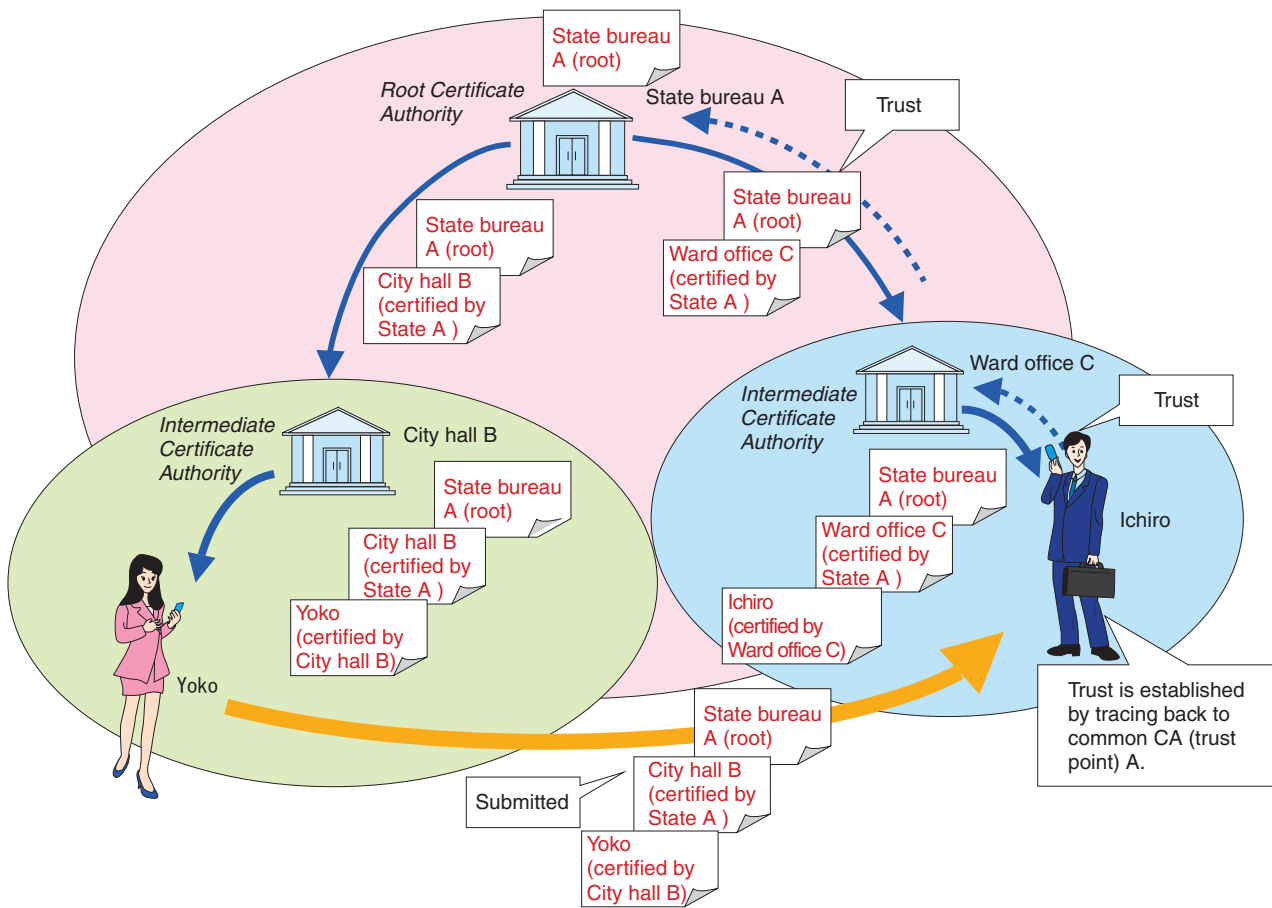 State bureau
A (root)
Root Certificate
Authority
State bureau A
Trust
State bureau
A (root)
Ward office C
(certified by
State A )
State bureau
A (root)
City hall B
(certified by
State A )
Intermediate
Certificate
Authority
City hall B
State bureau
A (root)
City hall B
(certified by
State A )
Yoko
(certified by
City hall B)
Yoko
Ward office C
Intermediate
Certificate
Authority
Trust
State bureau
A (root)
Ward office C
(certified by
State A )
Ichiro
(certified by
Ward office C)
Ichiro
Trust is established
by tracing back to
common CA (trust
point) A.
State bureau
A (root)
Submitted
City hall B
(certified by
State A )
Yoko
(certified by
City hall B)